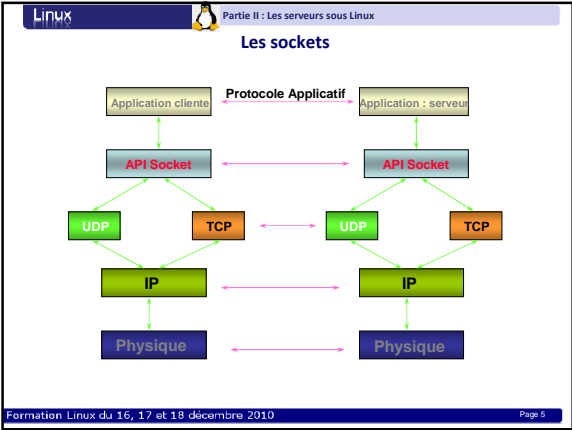 Linux
Partie II : Les serveurs sous Linux
Les sockets
Protocole Applicatif
Application cliente
Application : serveur
API Socket
API Socket
UDP
TCP
UDP
TCP
IP
IP
Physique
Physique
Formation Linux du 16, 17 et 18 décembre 2010
Page 5